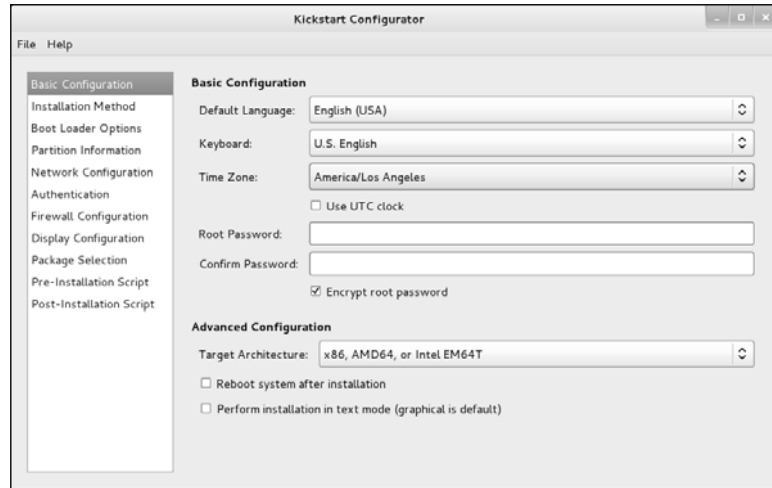 Kickstart Configurator
File Help
Basic Configuration
Installation Method
Boot Loader Options
Partition Information
Network Configuration
Authentication
Firewall Configuration
Display Configuration
Package Selection
Pre-Installation Script
Post-Installation Script
Basic Configuration
Default Language: English (USA)
Keyboard: U.S. English
Time Zone: America/Los Angeles
Use UTC clock
Root Password:
Confirm Password:
Encrypt root password
Advanced Configuration
Target Architecture: x86, AMD64, or Intel EM64T
Reboot system after installation
Perform installation in text mode (graphical is default)